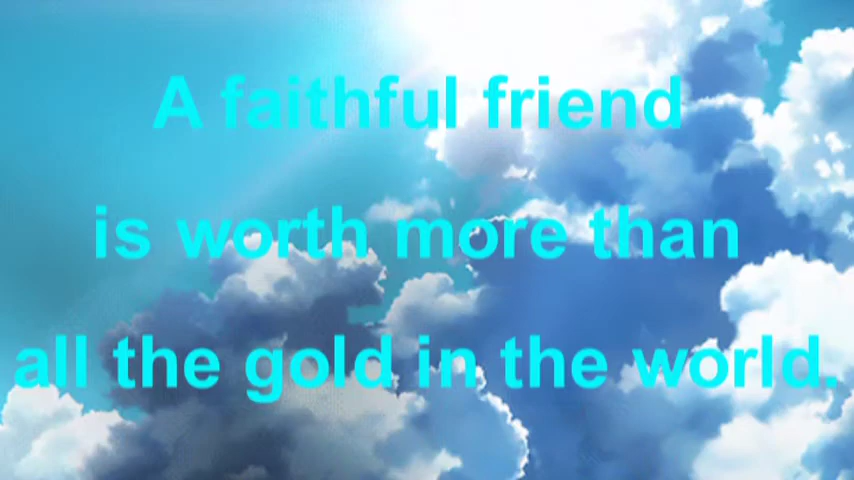 A faithful friend
is worth more than
all the gold in the world.